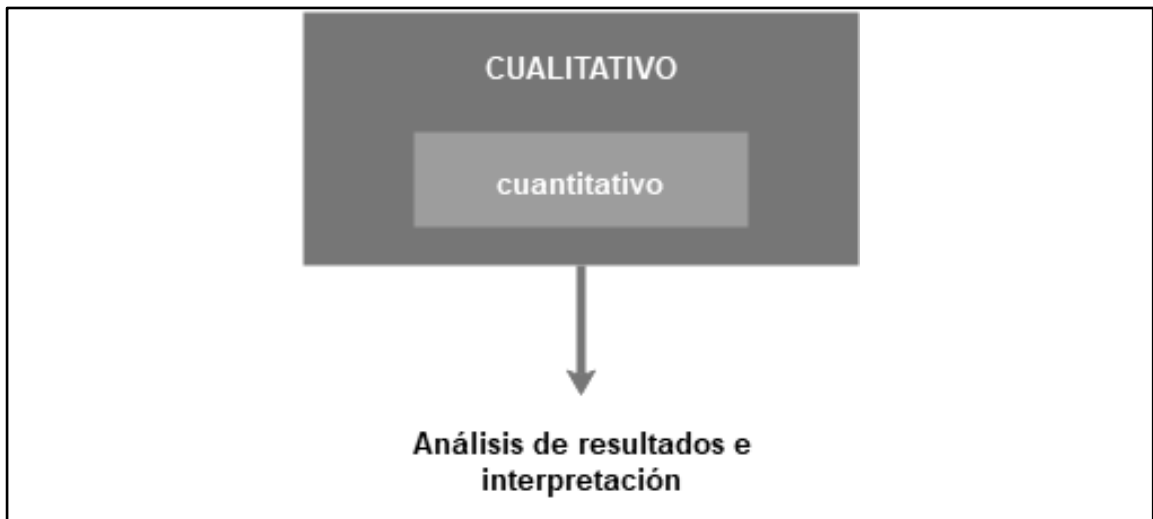 CUALITATIVO
cuantitativo
Análisis de resultados e
interpretación